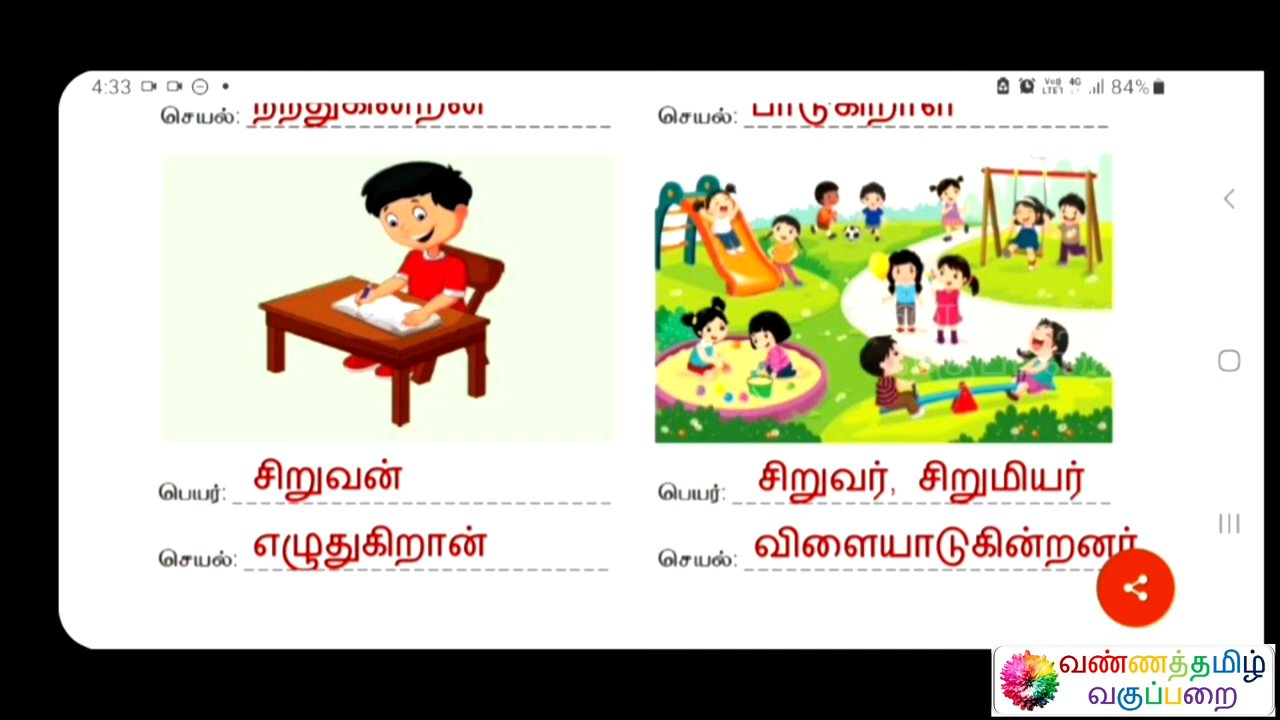 4:33 84%
செயல்: நீந்துகின்றன செயல்: பாடுகிறாள்
பெயர்: சிறுவன் பெயர்: சிறுவர், சிறுமியர்
செயல்: எழுதுகிறான் செயல்: விளையாடுகின்றனர்
வண்ணத்தமிழ்
வகுப்பறை